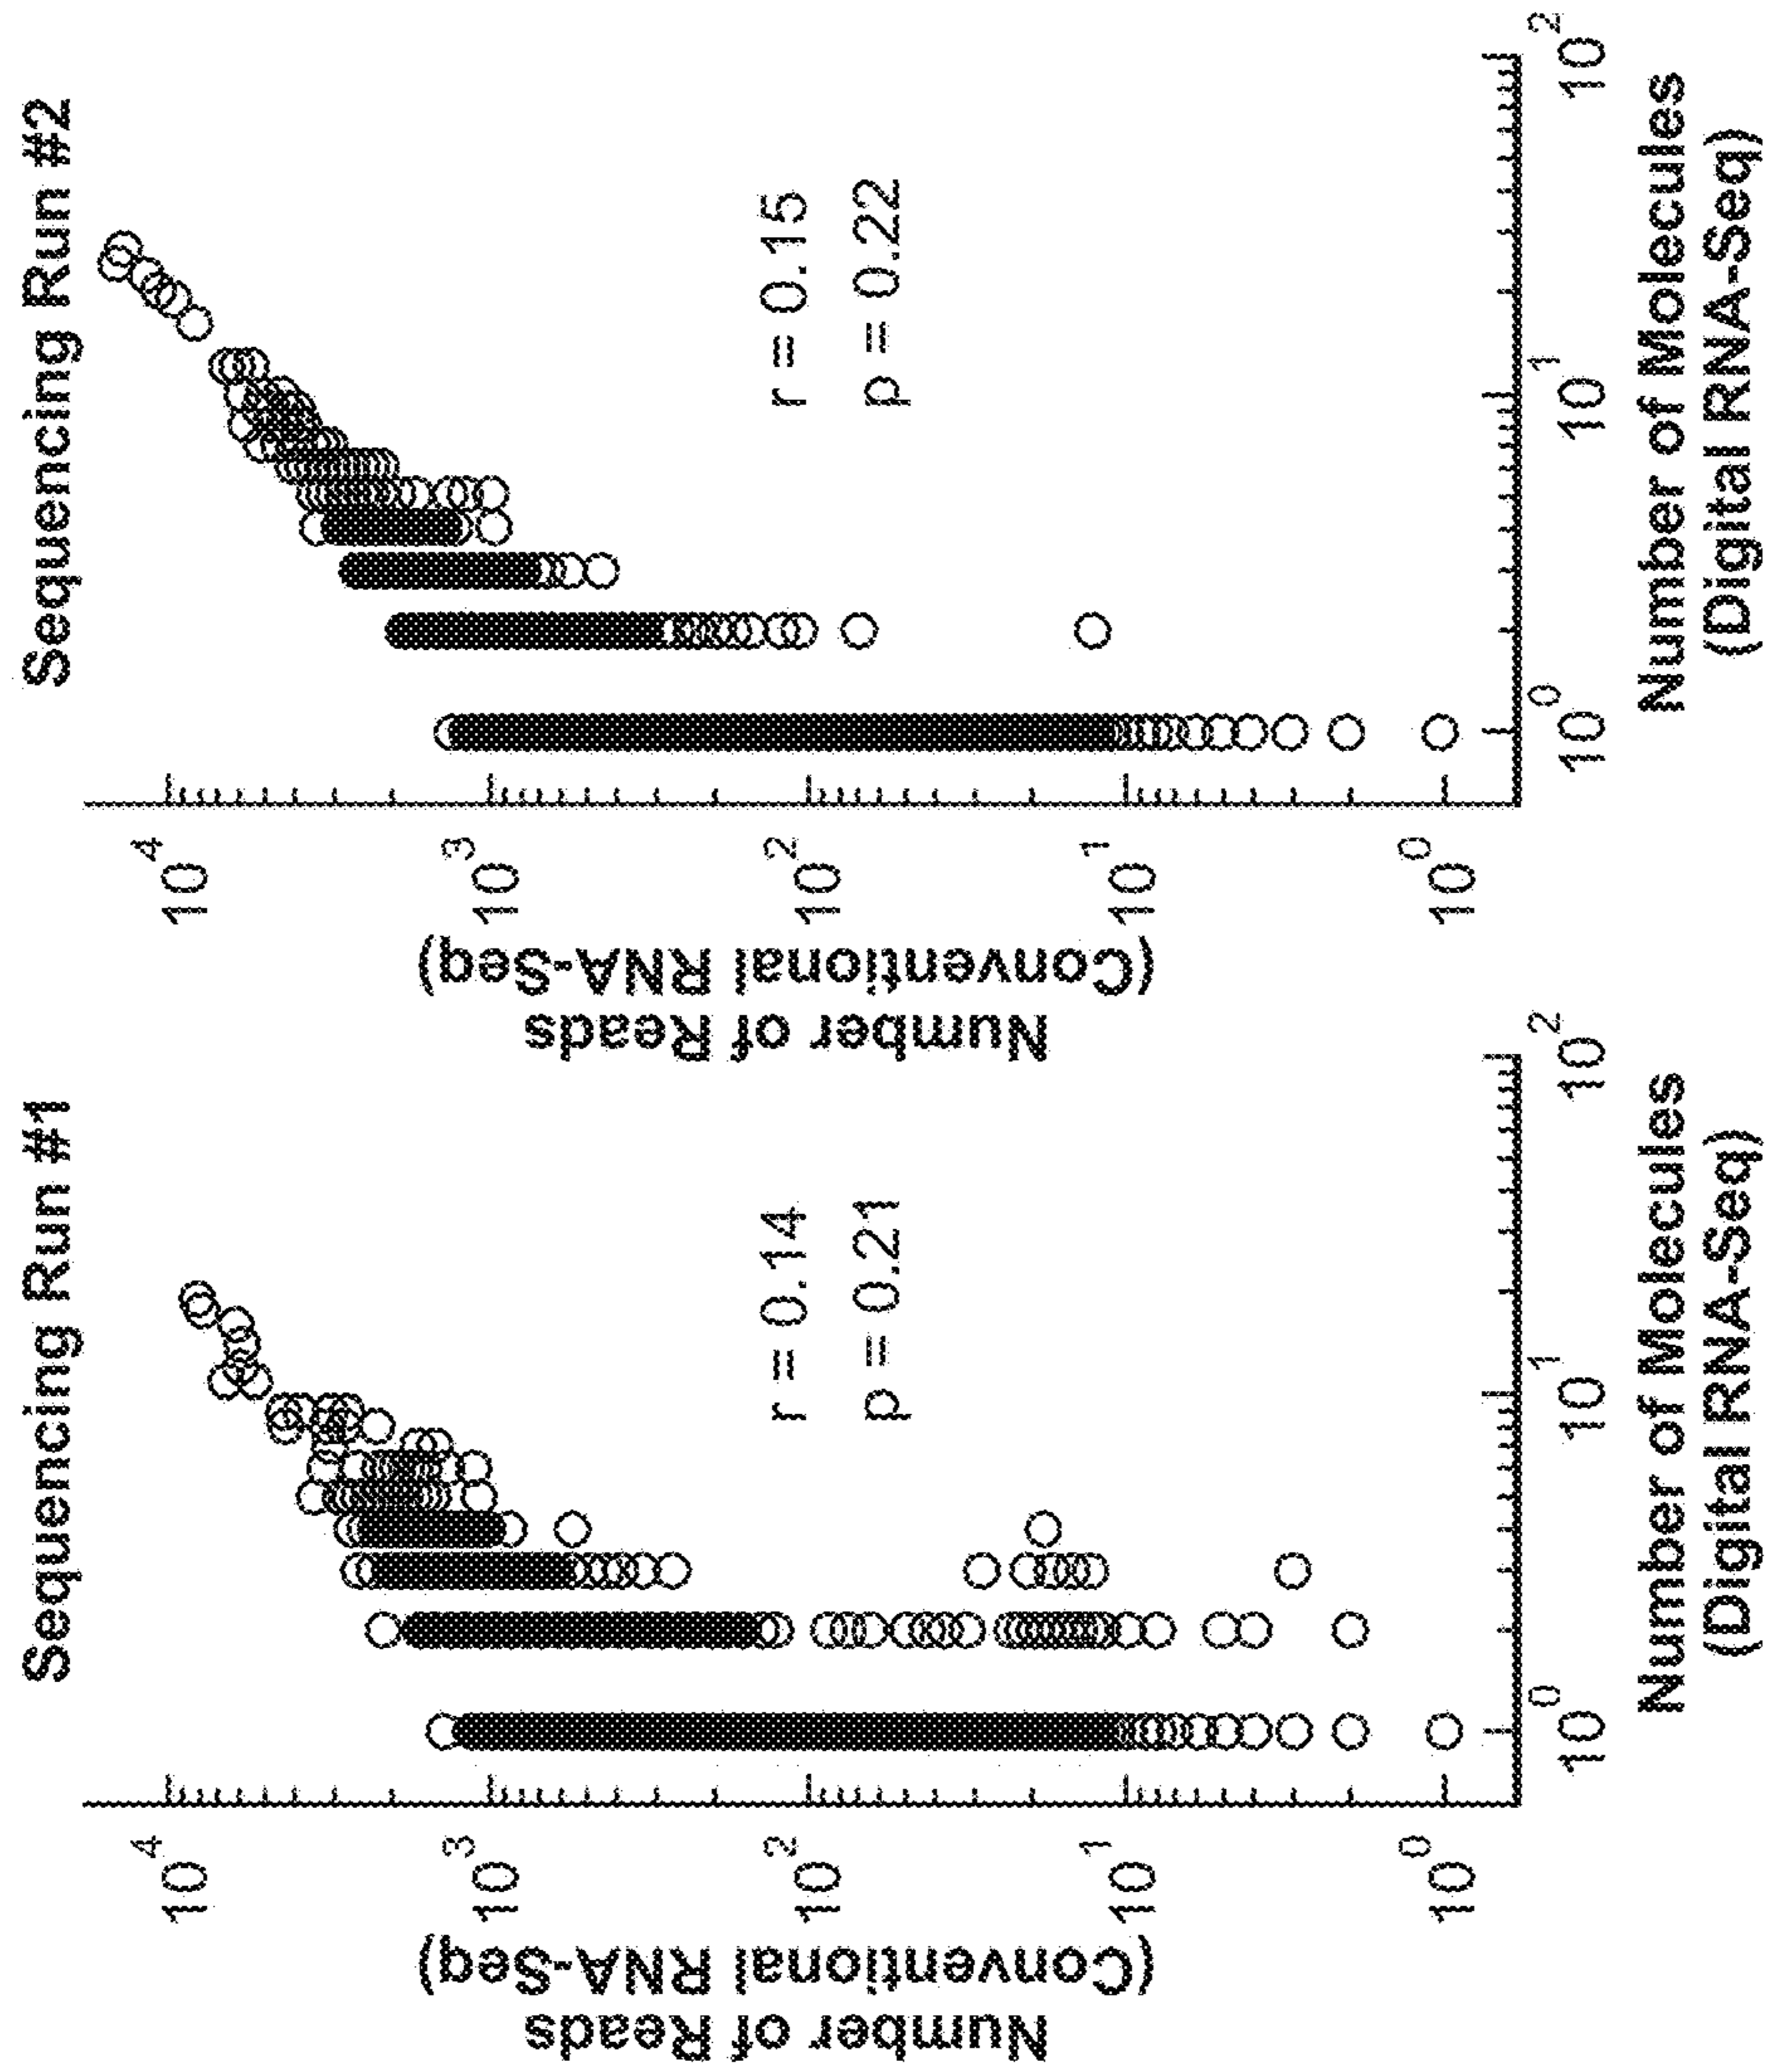 Sequencing Run #1
Number of Reads
(Conventional RNA-Seq)
10^4
10^3
10^2
10^1
10^0
r = 0.14
p = 0.21
10^0
10^1
10^2
Number of Molecules
(Digital RNA-Seq)
Sequencing Run #2
Number of Reads
(Conventional RNA-Seq)
10^4
10^3
10^2
10^1
10^0
r = 0.15
p = 0.22
10^0
10^1
10^2
Number of Molecules
(Digital RNA-Seq)